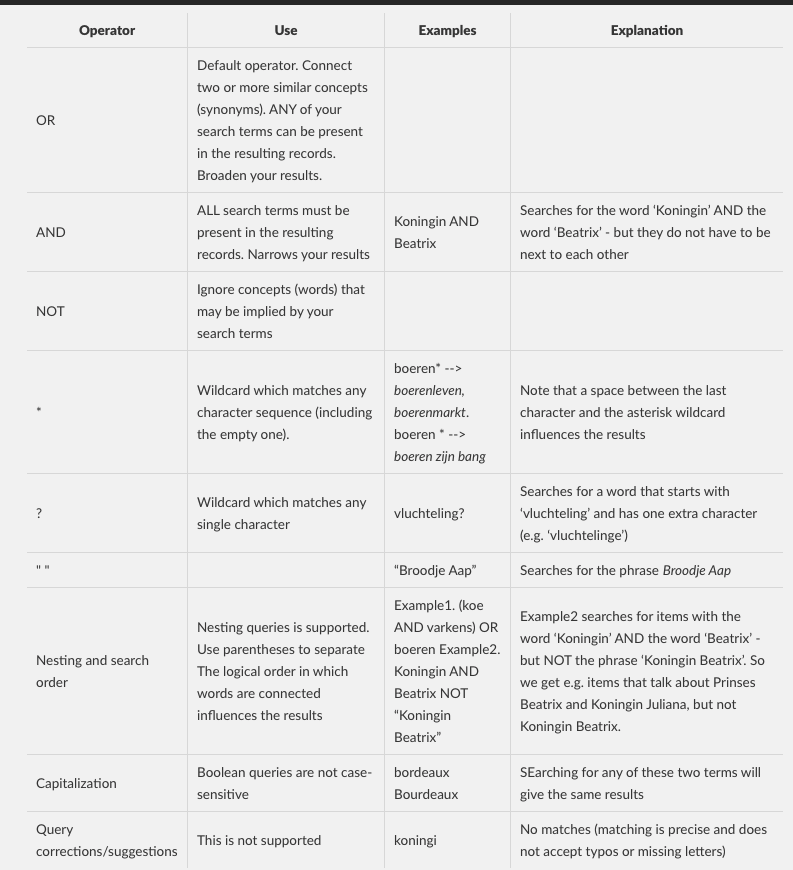 Operator Use Examples Explanation
OR
Default operator. Connect
two or more similar concepts
(synonyms). ANY of your
search terms can be present
in the resulting records.
Broaden your results.
AND
ALL search terms must be
present in the resulting
records. Narrows your results
Koningin AND
Beatrix
Searches for the word ‘Koningin’ AND the
word ‘Beatrix’ - but they do not have to be
next to each other
NOT
Ignore concepts (words) that
may be implied by your
search terms
*
Wildcard which matches any
character sequence (including
the empty one).
boeren* -->
boerenleven,
boerenmarkt.
boeren * -->
boeren zijn bang
Note that a space between the last
character and the asterisk wildcard
influences the results
?
Wildcard which matches any
single character
vluchteling?
Searches for a word that starts with
‘vluchteling’ and has one extra character
(e.g. ‘vluchtelinge’)
" "
“Broodje Aap”
Searches for the phrase Broodje Aap
Nesting and search
order
Nesting queries is supported.
Use parentheses to separate
The logical order in which
words are connected
influences the results
Example1. (koe
AND varkens) OR
boeren Example2.
Koningin AND
Beatrix NOT
“Koningin
Beatrix”
Example2 searches for items with the
word ‘Koningin’ AND the word ‘Beatrix’ -
but NOT the phrase ‘Koningin Beatrix’. So
we get e.g. items that talk about Prinses
Beatrix and Koningin Juliana, but not
Koningin Beatrix.
Capitalization
Boolean queries are not case-
sensitive
bordeaux
Bourdeaux
SEarching for any of these two terms will
give the same results
Query
corrections/suggestions
This is not supported
koningi
No matches (matching is precise and does
not accept typos or missing letters)